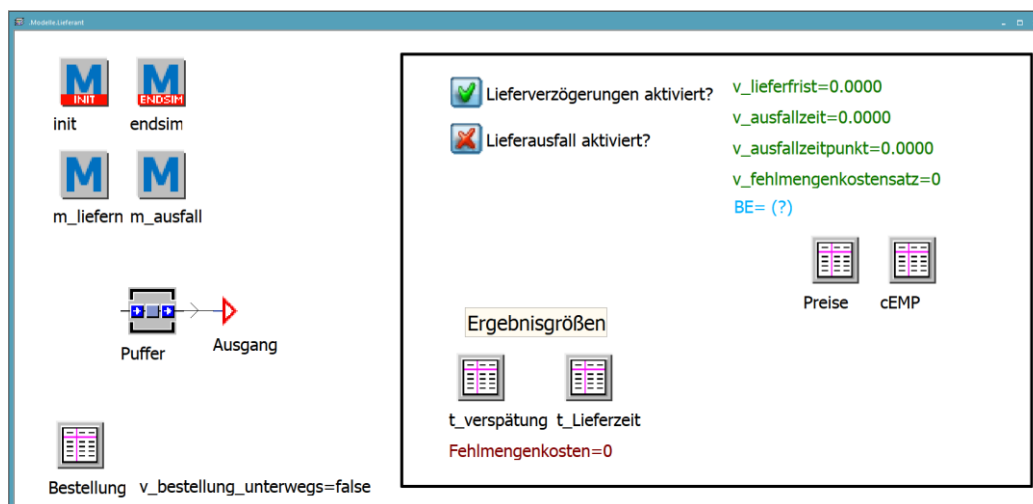 .Modelle.Lieferant
M M
INIT ENDSIM
init endsim
M M
m_liefern m_ausfall
Puffer
Ausgang
Bestellung v_bestellung_unterwegs=false
Lieferverzögerungen aktiviert?
Lieferausfall aktiviert?
v_lieferfrist=0.0000
v_ausfallzeit=0.0000
v_ausfallzeitpunkt=0.0000
v_fehlmengenkostensatz=0
BE= (?)
Preise cEMP
Ergebnisgrößen
t_verspätung t_Lieferzeit
Fehlmengenkosten=0